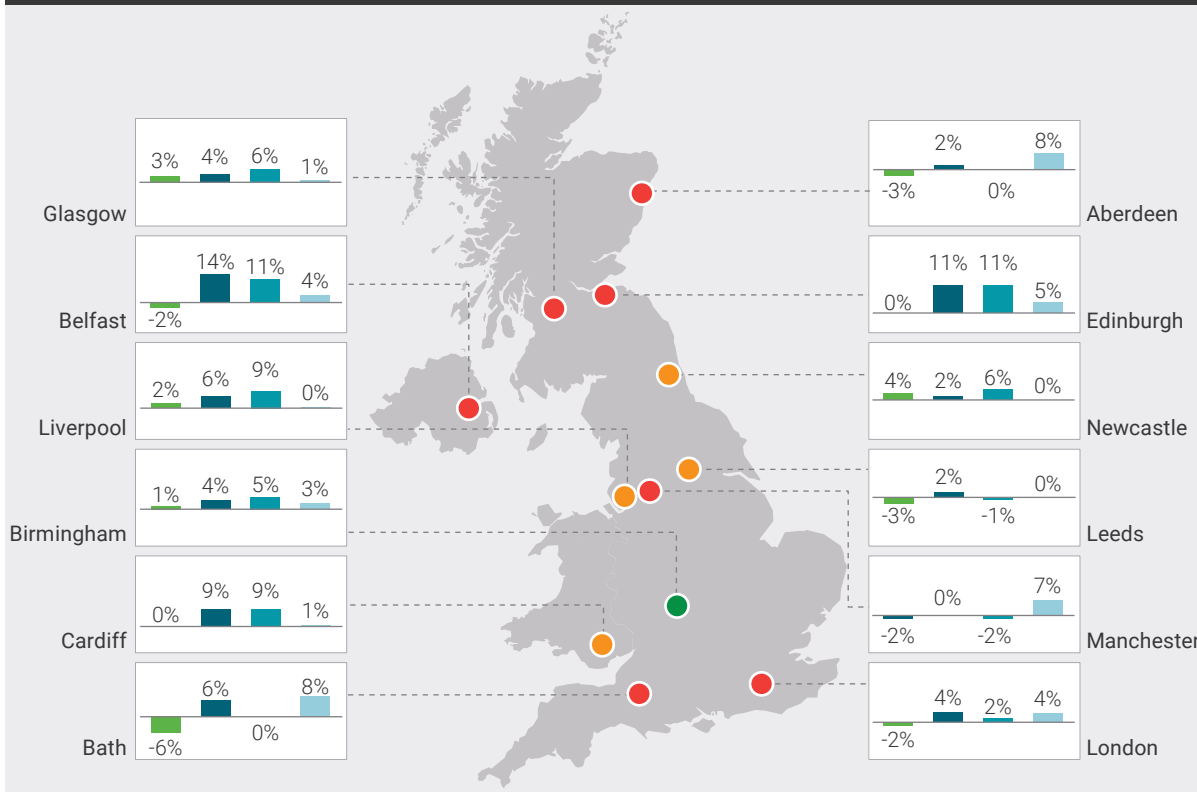 3% 4% 6% 1%
Glasgow
14% 11% 4%
-2%
Belfast
2% 6% 9% 0%
Liverpool
1% 4% 5% 3%
Birmingham
0% 9% 9% 1%
Cardiff
6% 8%
-6% 0%
Bath
2% 8%
-3% 0%
Aberdeen
0% 11% 11% 5%
Edinburgh
4% 2% 6% 0%
Newcastle
2% 0%
-3% -1%
Leeds
0% 7%
-2% -2%
Manchester
4% 2% 4%
-2%
London